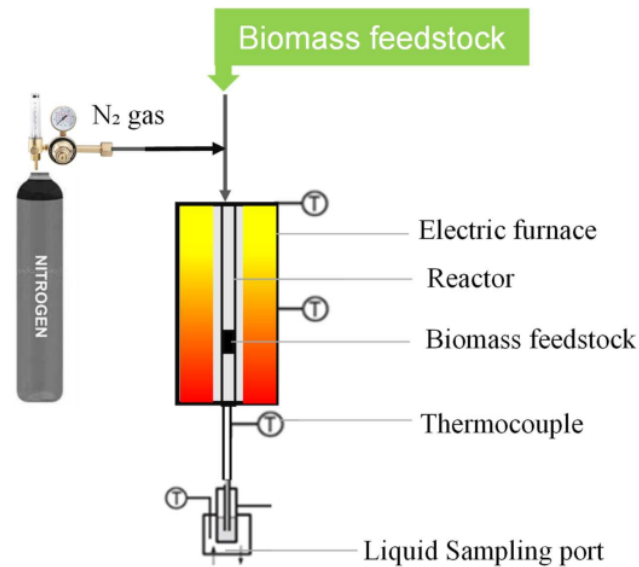 Biomass feedstock
N₂ gas
NITROGEN
T
Electric furnace
Reactor
T
Biomass feedstock
T
Thermocouple
T
Liquid Sampling port